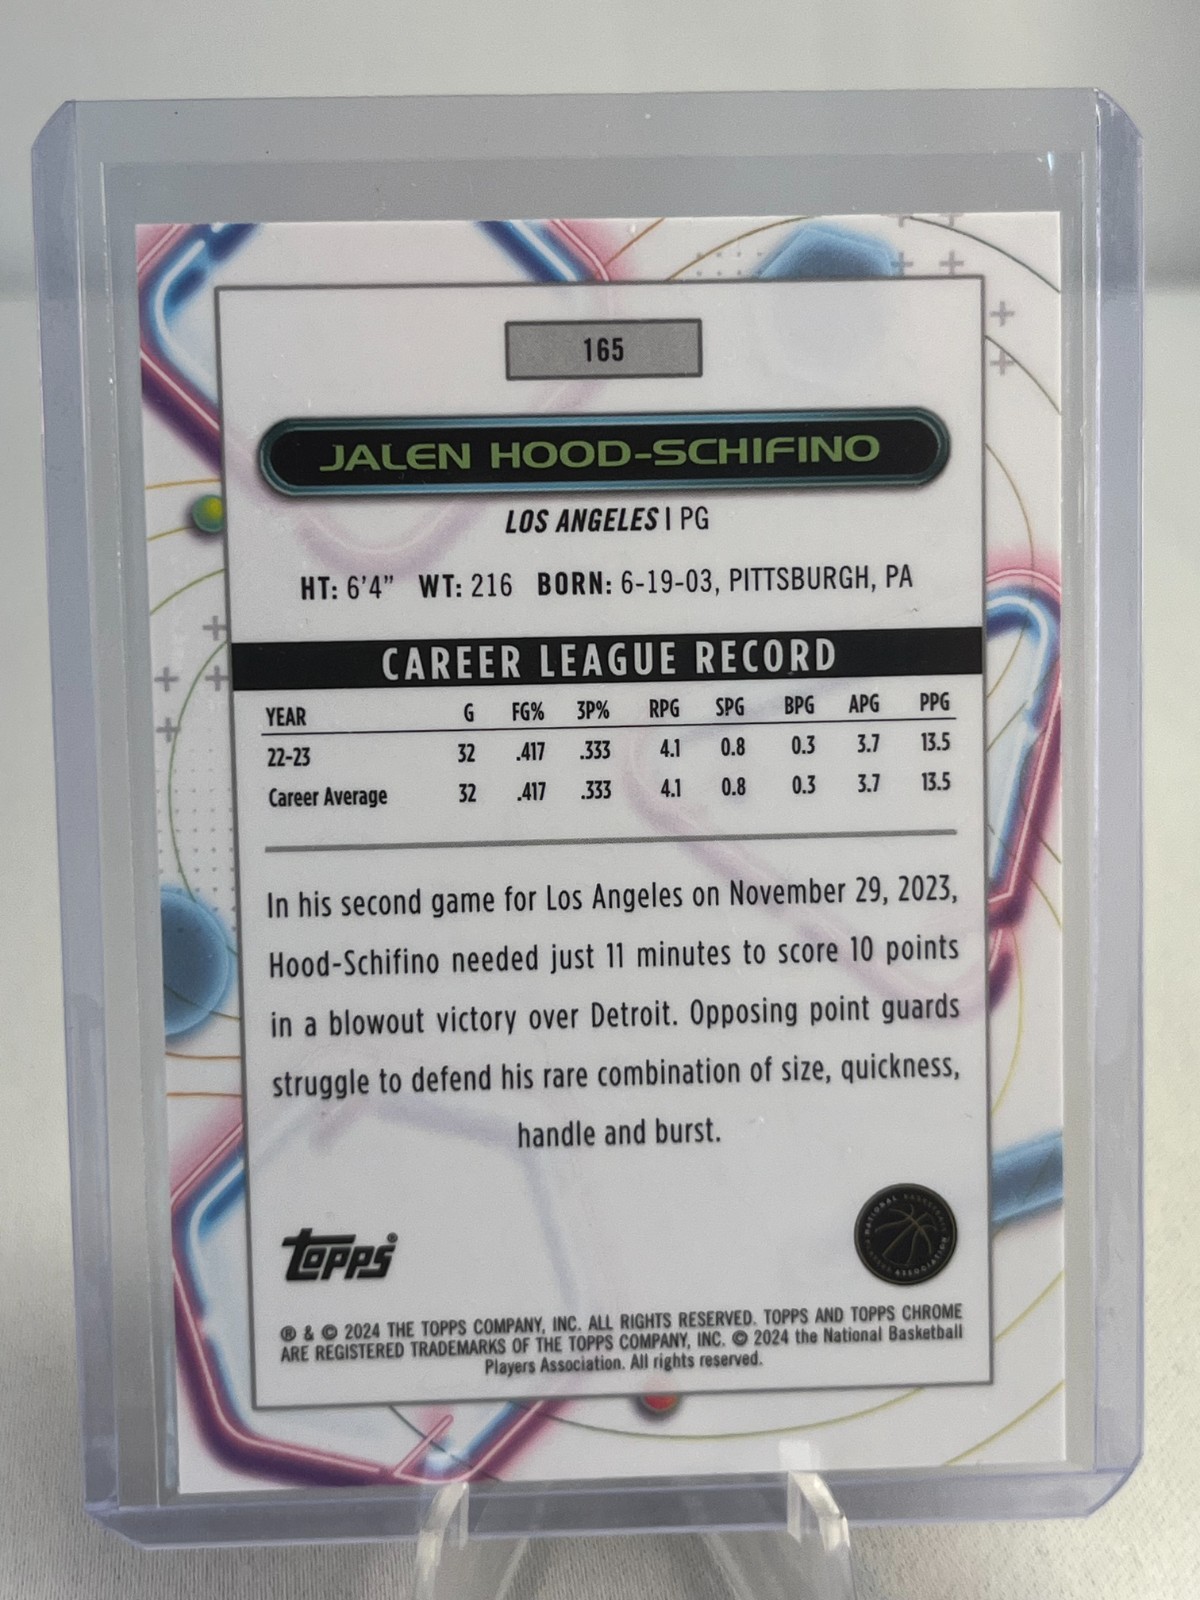 165
JALEN HOOD-SCHIFINO
LOS ANGELES | PG
HT: 6'4" WT: 216 BORN: 6-19-03, PITTSBURGH, PA
CAREER LEAGUE RECORD
YEAR G FG% 3P% RPG SPG BPG APG PPG
22-23 32 .417 .333 4.1 0.8 0.3 3.7 13.5
Career Average 32 .417 .333 4.1 0.8 0.3 3.7 13.5
In his second game for Los Angeles on November 29, 2023,
Hood-Schifino needed just 11 minutes to score 10 points
in a blowout victory over Detroit. Opposing point guards
struggle to defend his rare combination of size, quickness,
handle and burst.
topps®
NATIONAL BASKETBALL PLAYERS ASSOCIATION
® & © 2024 THE TOPPS COMPANY, INC. ALL RIGHTS RESERVED. TOPPS AND TOPPS CHROME
ARE REGISTERED TRADEMARKS OF THE TOPPS COMPANY, INC. © 2024 the National Basketball
Players Association. All rights reserved.